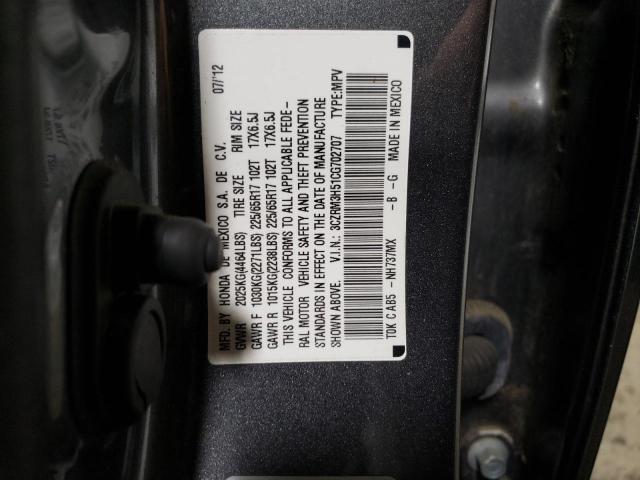 MFD. BY HONDA DE MEXICO S.A. DE C.V. 07/12
GVWR 2025KG(4464LBS) TIRE SIZE RIM SIZE
GAWR F 1030KG(2271LBS) 225/65R17 102T 17X6.5J
GAWR R 1015KG(2238LBS) 225/65R17 102T 17X6.5J
THIS VEHICLE CONFORMS TO ALL APPLICABLE FEDE-
RAL MOTOR VEHICLE SAFETY AND THEFT PREVENTION
STANDARDS IN EFFECT ON THE DATE OF MANUFACTURE
SHOWN ABOVE. V.I.N.: 3CZRM3H51CG702707 TYPE:MPV
T0K C AB5 - NH737MX - B - G MADE IN MEXICO